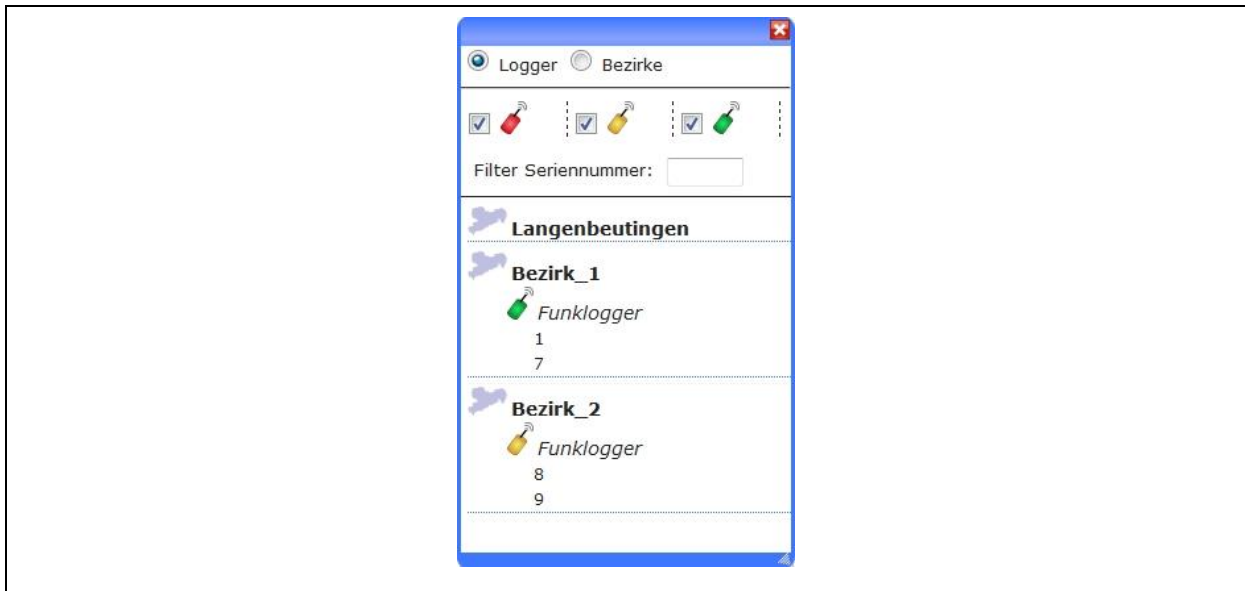 Logger Bezirke
Filter Seriennummer:
Langenbeutingen
Bezirk_1
Funklogger
1
7
Bezirk_2
Funklogger
8
9